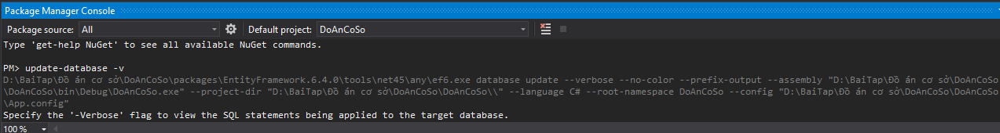 Package Manager Console
Package source: All Default project: DoAnCoSo
Type 'get-help NuGet' to see all available NuGet commands.
PM> update-database -v
D:\BaiTap\Đồ án cơ sở\DoAnCoSo\packages\EntityFramework.6.4.0\tools\net45\any\ef6.exe database update --verbose --no-color --prefix-output --assembly "D:\BaiTap\Đồ án cơ sở\DoAnCoSo
\DoAnCoSo\bin\Debug\DoAnCoSo.exe" --project-dir "D:\BaiTap\Đồ án cơ sở\DoAnCoSo\DoAnCoSo\\" --language C# --root-namespace DoAnCoSo --config "D:\BaiTap\Đồ án cơ sở\DoAnCoSo\DoAnCoSo
\App.config"
Specify the '-Verbose' flag to view the SQL statements being applied to the target database.
100 %